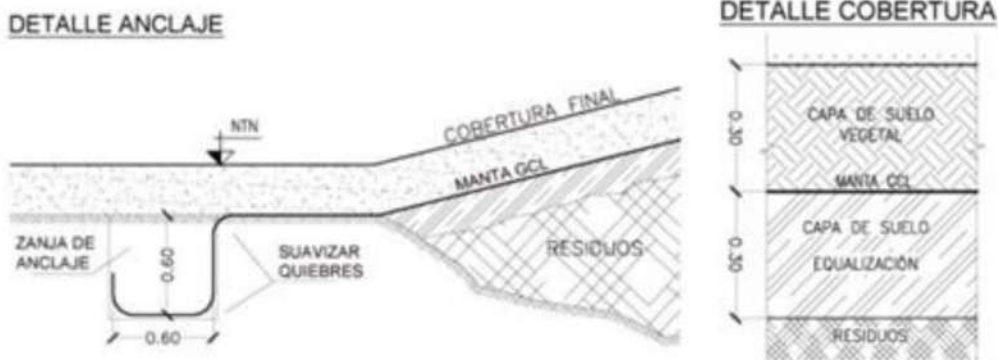 DETALLE ANCLAJE
NTN
COBERTURA FINAL
MANTA GCL
ZANJA DE
ANCLAJE
0.60
SUAVIZAR
QUIEBRES
RESIDUOS
0.60
DETALLE COBERTURA
0.30
CAPA DE SUELO
VEGETAL
MANTA GCL
0.30
CAPA DE SUELO
EQUALIZACIÓN
RESIDUOS